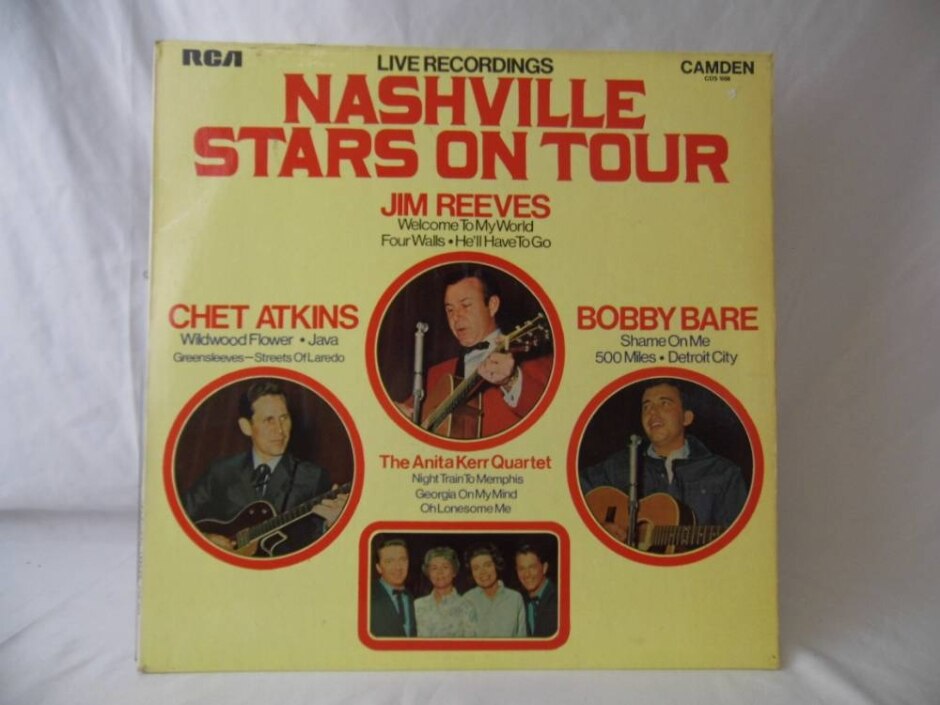 RCA
LIVE RECORDINGS
CAMDEN
NASHVILLE
STARS ON TOUR
JIM REEVES
Welcome To My World
Four Walls • He'll Have To Go
CHET ATKINS
Wildwood Flower • Java
Greensleeves—Streets Of Laredo
BOBBY BARE
Shame On Me
500 Miles • Detroit City
The Anita Kerr Quartet
Night Train To Memphis
Georgia On My Mind
Oh Lonesome Me